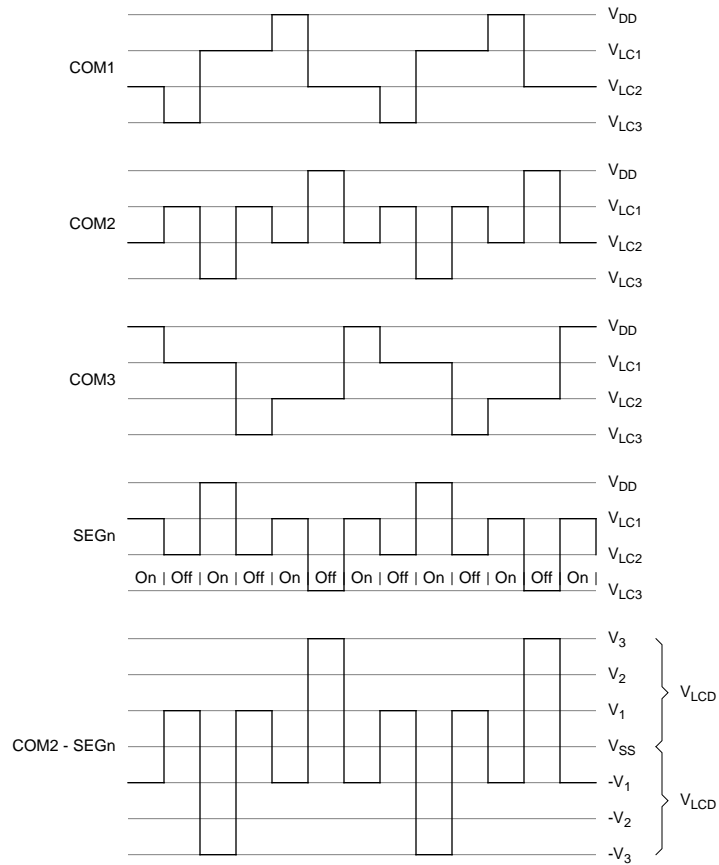 V_DD
V_LC1
COM1
V_LC2
V_LC3
V_DD
V_LC1
COM2
V_LC2
V_LC3
V_DD
V_LC1
COM3
V_LC2
V_LC3
V_DD
V_LC1
SEGn
V_LC2
On | Off | On | Off | On | Off | On | Off | On | Off | On | Off | On |
V_LC3
V_3
V_2
V_LCD
V_1
COM2 - SEGn
V_SS
-V_1
V_LCD
-V_2
-V_3